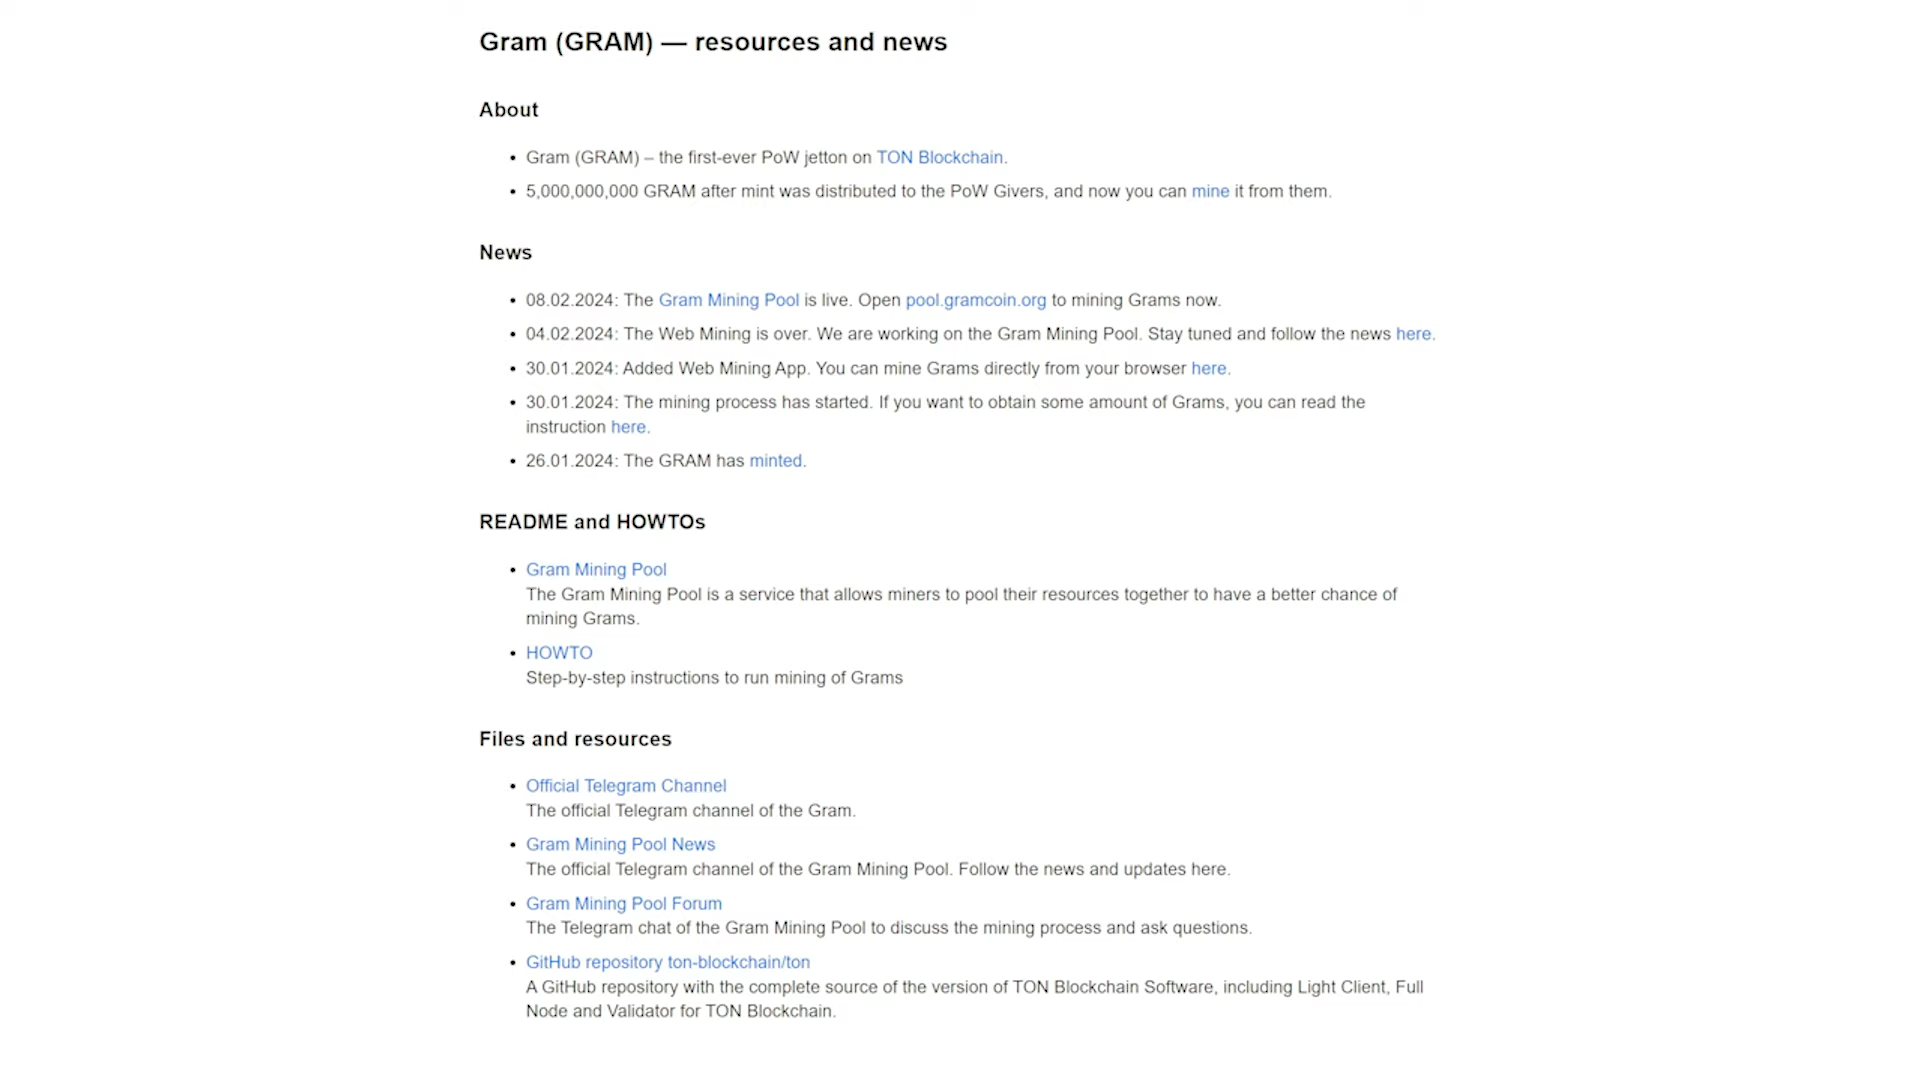 Gram (GRAM) — resources and news
About
• Gram (GRAM) – the first-ever PoW jetton on TON Blockchain.
• 5,000,000,000 GRAM after mint was distributed to the PoW Givers, and now you can mine it from them.
News
• 08.02.2024: The Gram Mining Pool is live. Open pool.gramcoin.org to mining Grams now.
• 04.02.2024: The Web Mining is over. We are working on the Gram Mining Pool. Stay tuned and follow the news here.
• 30.01.2024: Added Web Mining App. You can mine Grams directly from your browser here.
• 30.01.2024: The mining process has started. If you want to obtain some amount of Grams, you can read the
instruction here.
• 26.01.2024: The GRAM has minted.
README and HOWTOs
• Gram Mining Pool
The Gram Mining Pool is a service that allows miners to pool their resources together to have a better chance of
mining Grams.
• HOWTO
Step-by-step instructions to run mining of Grams
Files and resources
• Official Telegram Channel
The official Telegram channel of the Gram.
• Gram Mining Pool News
The official Telegram channel of the Gram Mining Pool. Follow the news and updates here.
• Gram Mining Pool Forum
The Telegram chat of the Gram Mining Pool to discuss the mining process and ask questions.
• GitHub repository ton-blockchain/ton
A GitHub repository with the complete source of the version of TON Blockchain Software, including Light Client, Full
Node and Validator for TON Blockchain.